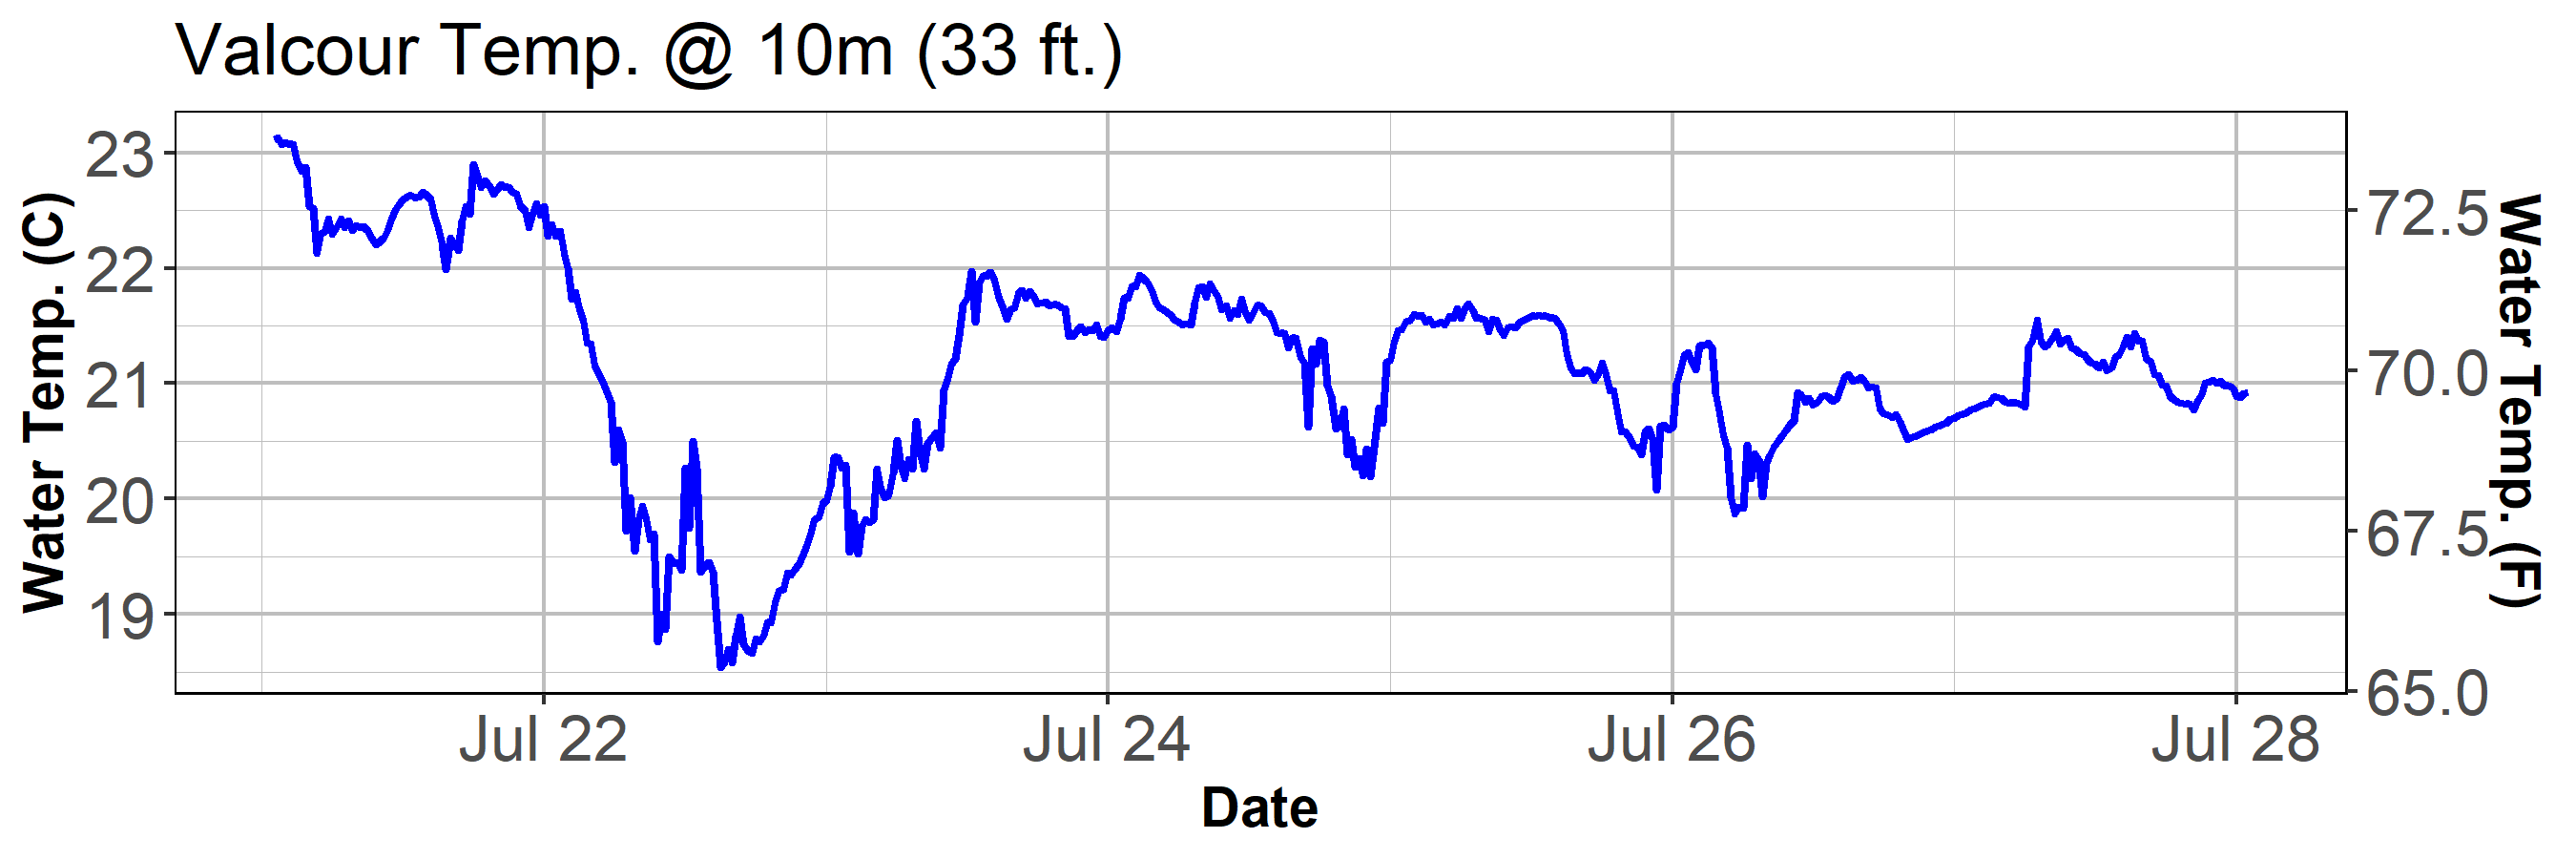 Valcour Temp. @ 10m (33 ft.)
Water Temp. (C)
23
22
21
20
19
72.5
70.0
67.5
65.0
Water Temp. (F)
Jul 22 Jul 24 Jul 26 Jul 28
Date